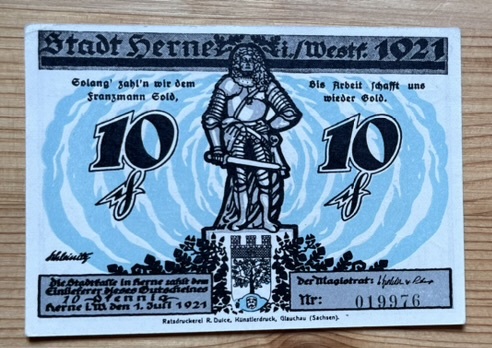 Stadt Herne i./Westf. 1921
Solang' zahl'n wir dem
Franzmann Sold,
Bis Arbeit schafft uns
wieder Gold.
10
10
Die Stadtkasse in Herne zahlt dem
Einlieferer dieses Gutscheines
10 Pfennig
Herne i.W. den 1. Juli 1921
Der Magistrat:
Nr: 019976
Ratsdruckerei R. Dulce, Künstlerdruck, Glauchau (Sachsen).